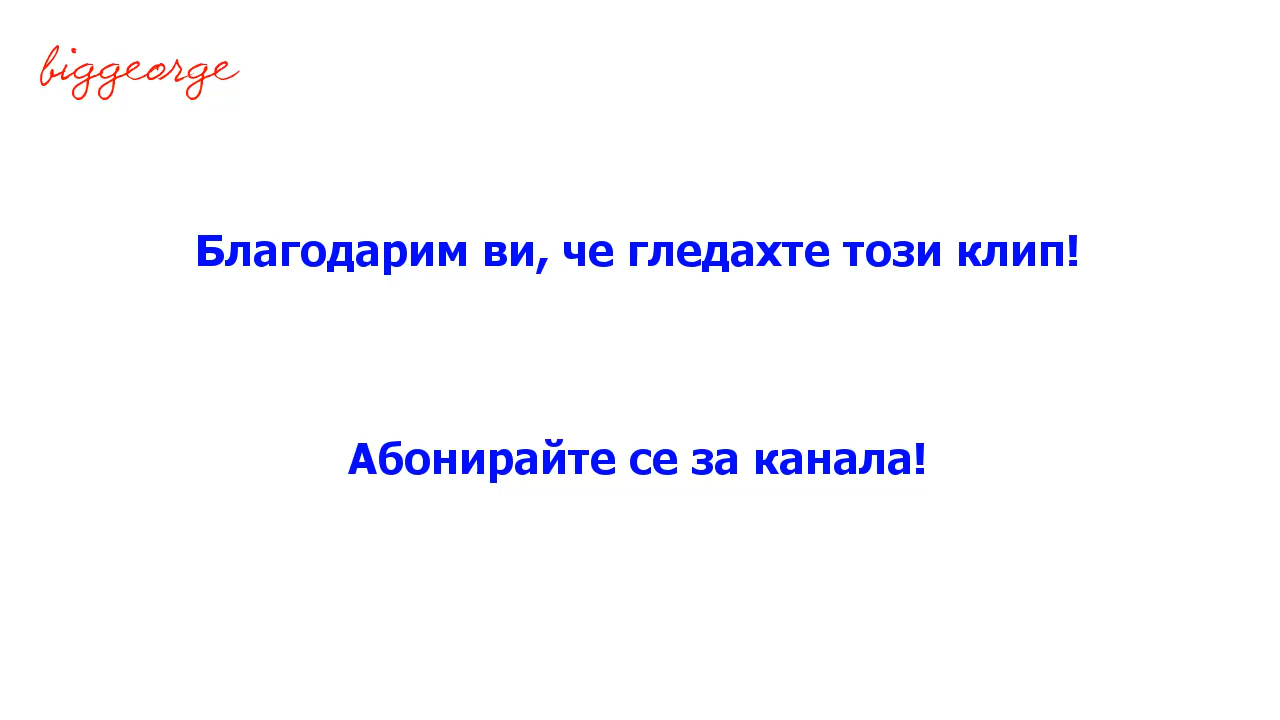 biggeorge
Благодарим ви, че гледахте този клип!
Абонирайте се за канала!